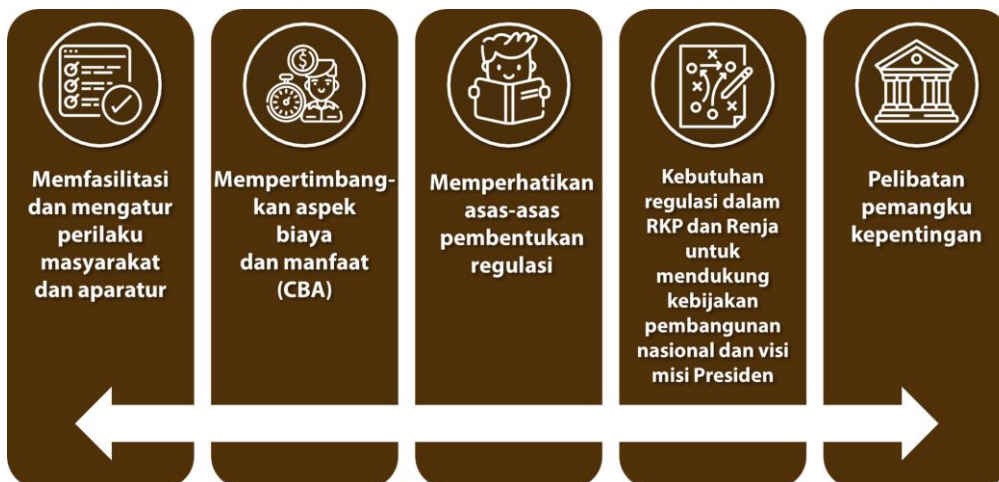 Memfasilitasi
dan mengatur
perilaku
masyarakat
dan aparatur
Mempertimbang-
kan aspek
biaya
dan manfaat
(CBA)
Memperhatikan
asas-asas
pembentukan
regulasi
Kebutuhan
regulasi dalam
RKP dan Renja
untuk
mendukung
kebijakan
pembangunan
nasional dan visi
misi Presiden
Pelibatan
pemangku
kepentingan